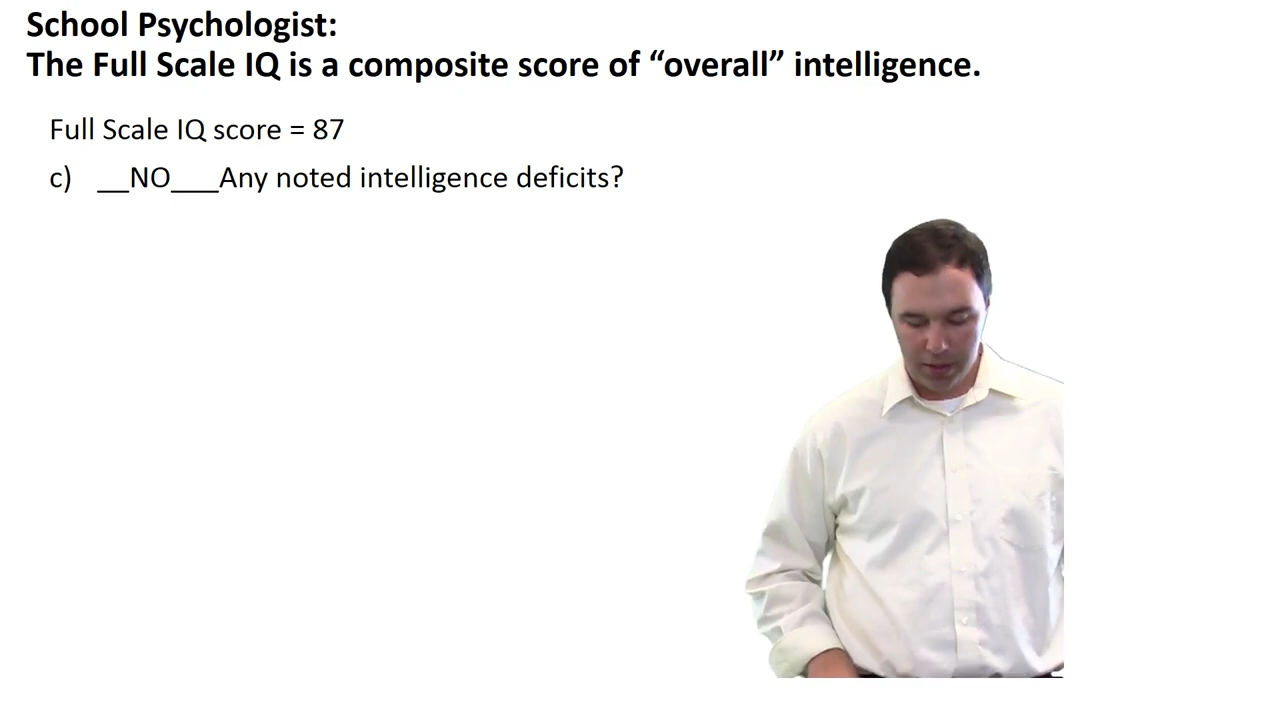 School Psychologist:
The Full Scale IQ is a composite score of “overall” intelligence.
Full Scale IQ score = 87
c) __NO___Any noted intelligence deficits?